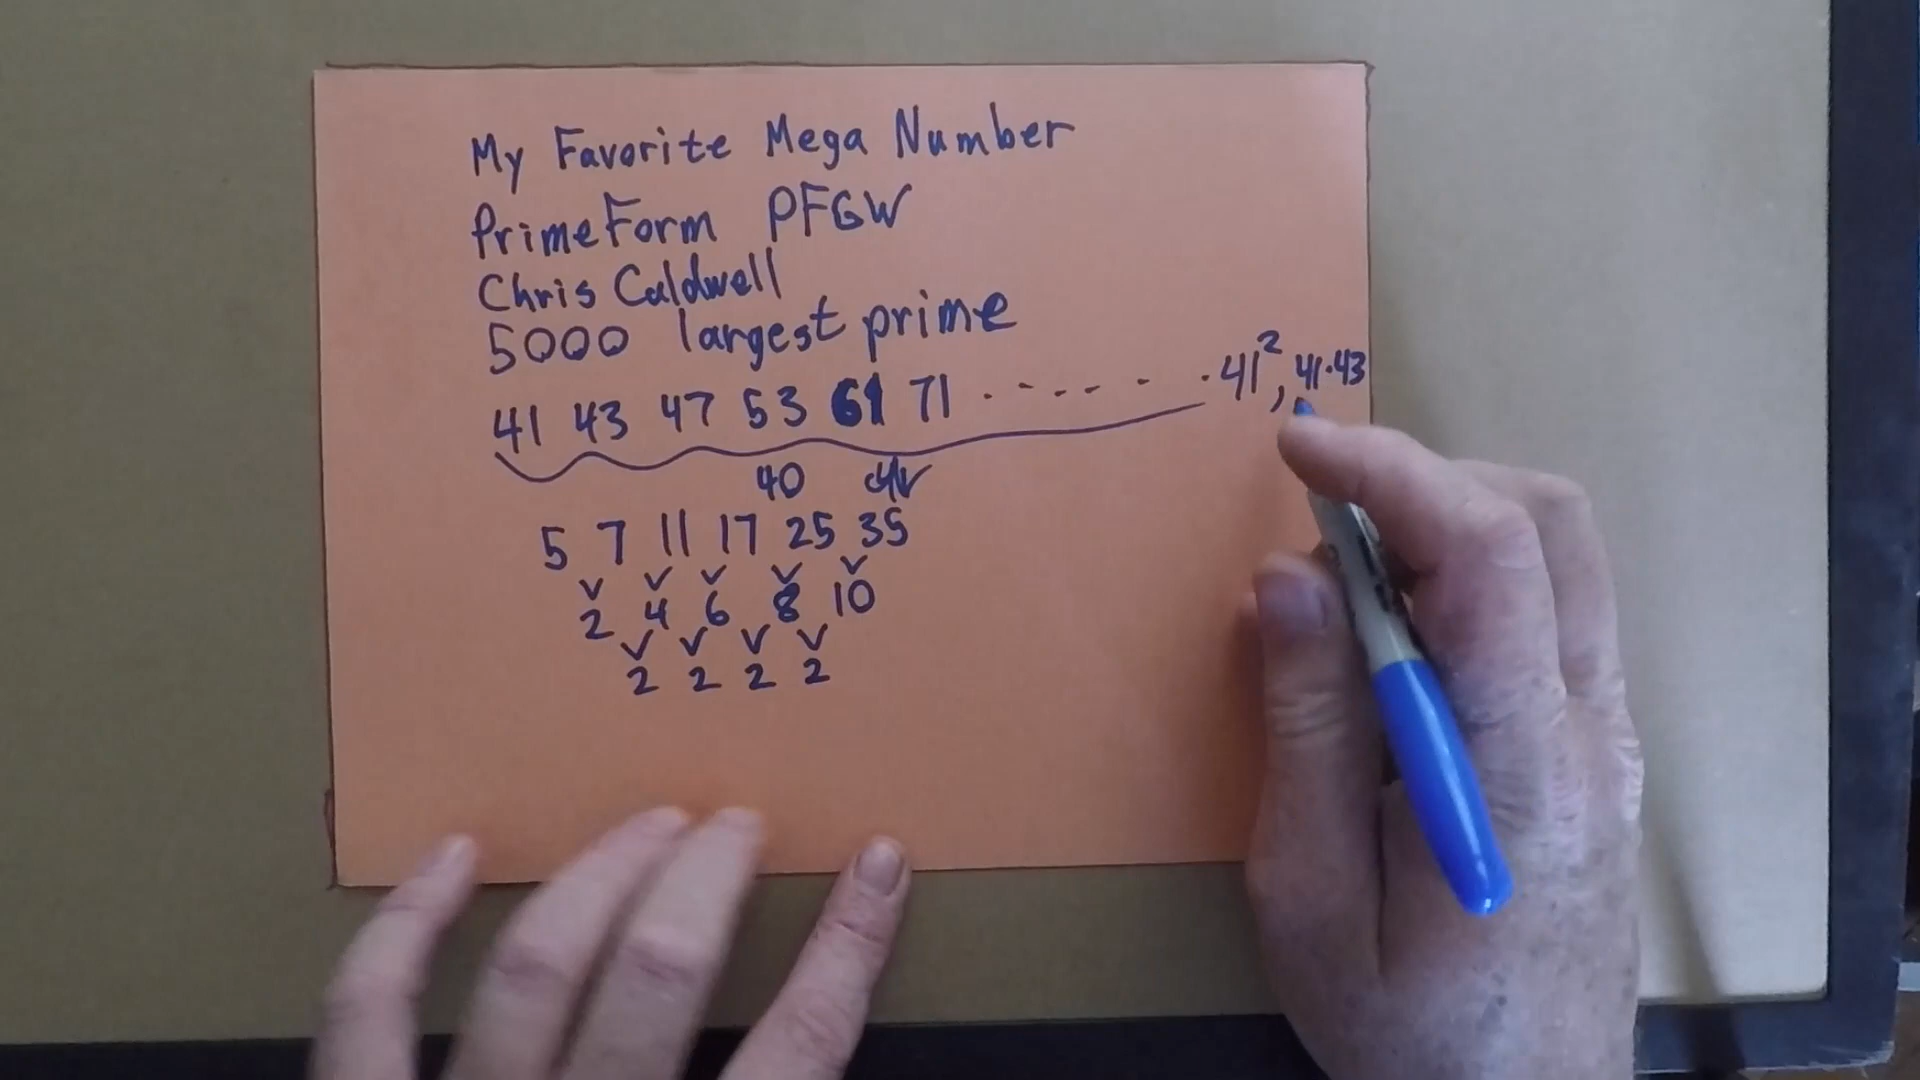 My Favorite Mega Number
PrimeForm PFGW
Chris Caldwell
5000 largest prime
41 43 47 53 61 71 · - - - - · 41², 41·43
40
5 7 11 17 25 35
2 4 6 8 10
2 2 2 2